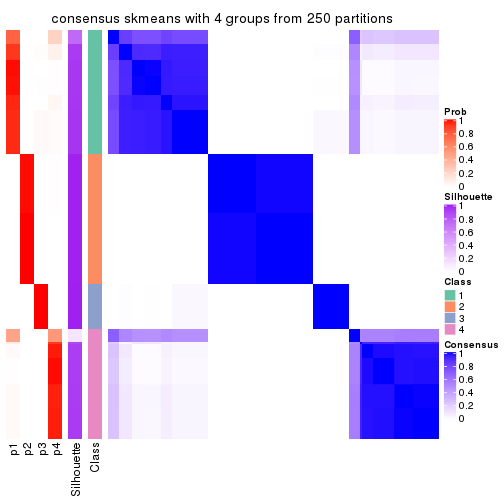 consensus skmeans with 4 groups from 250 partitions
Prob
1
0.8
0.6
0.4
0.2
0
Silhouette
1
0.8
0.6
0.4
0.2
0
Class
1
2
3
4
Consensus
1
0.8
0.6
0.4
0.2
0
p1
p2
p3
p4
Silhouette
Class